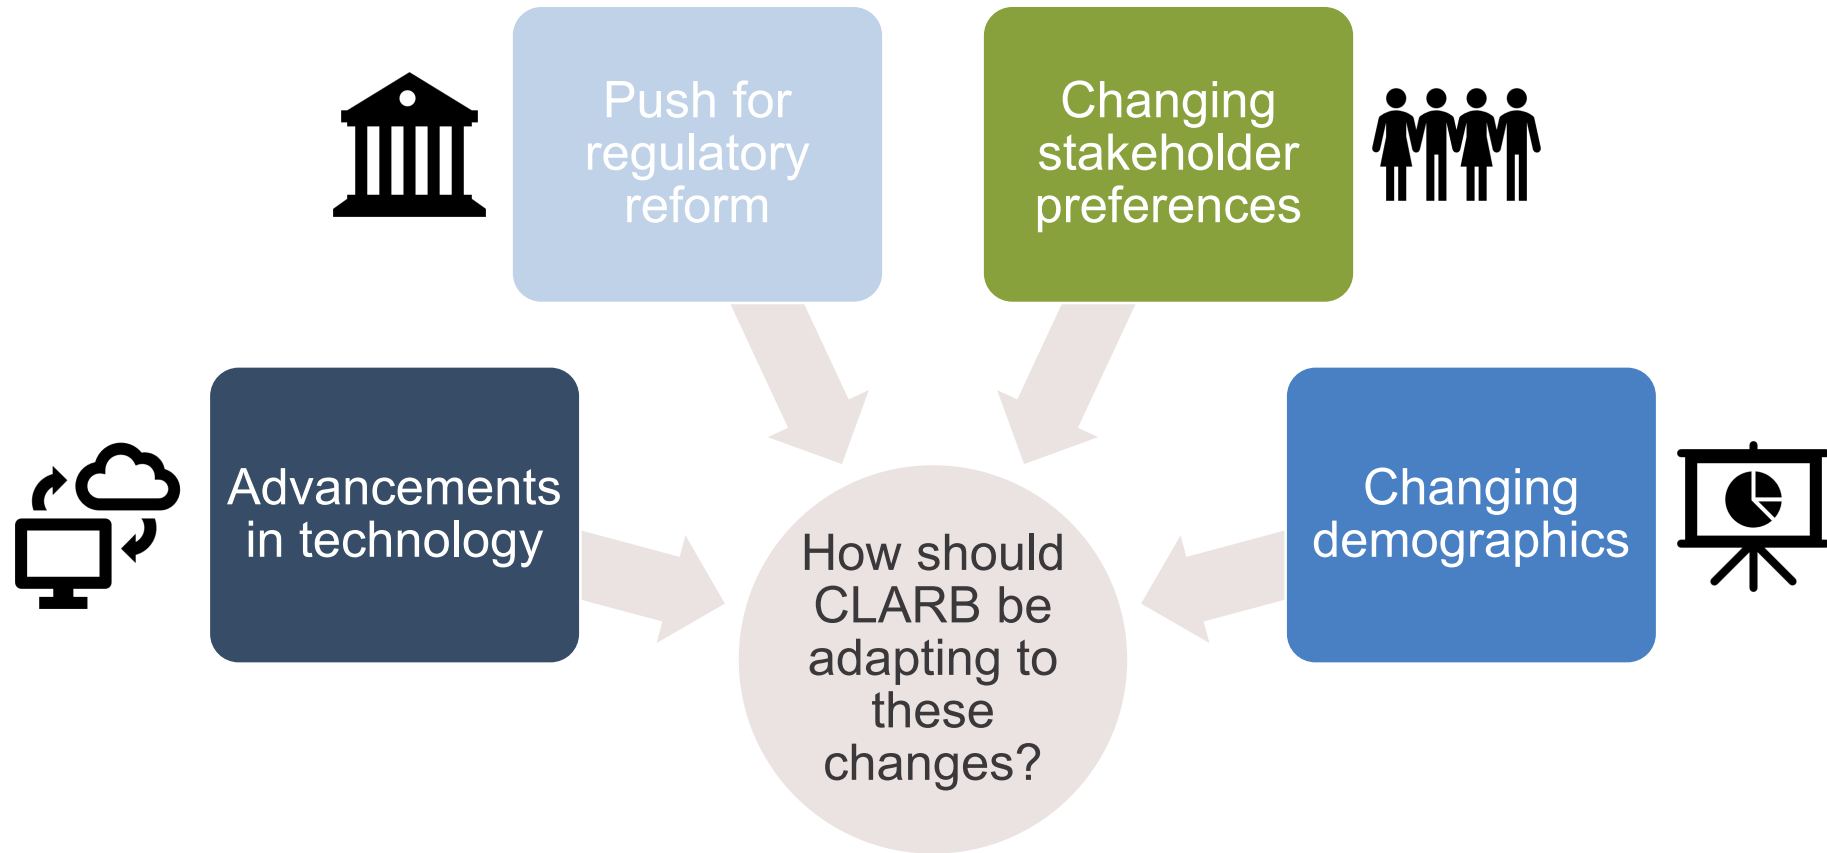 Push for
regulatory
reform
Changing
stakeholder
preferences
Advancements
in technology
Changing
demographics
How should
CLARB be
adapting to
these
changes?